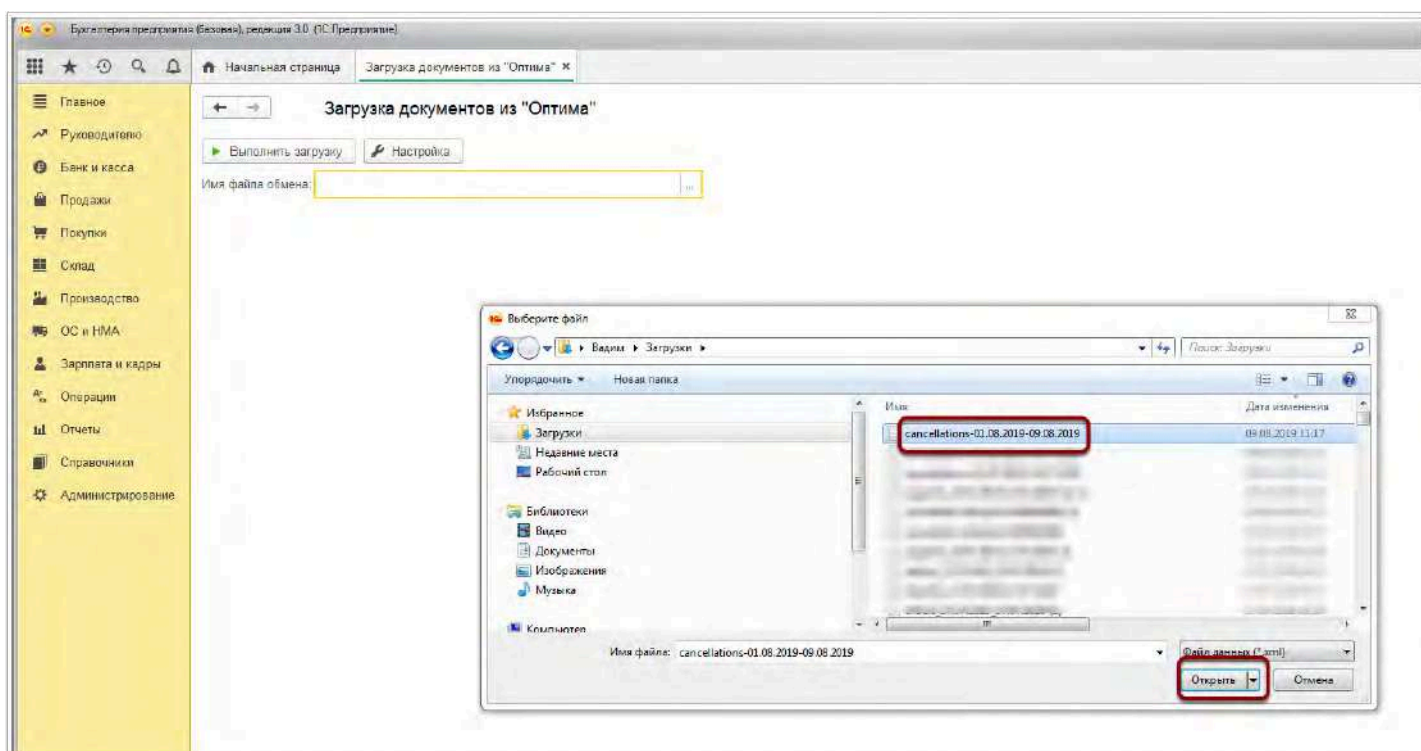 Бухгалтерия предприятия (базовая), редакция 3.0 (1С:Предприятие)
Начальная страница
Загрузка документов из "Оптима" ×
Главное
Руководителю
Банк и касса
Продажи
Покупки
Склад
Производство
ОС и НМА
Зарплата и кадры
Операции
Отчеты
Справочники
Администрирование
Загрузка документов из "Оптима"
Выполнить загрузку
Настройка
Имя файла обмена:
...
Выберите файл
Вадим
Загрузки
Поиск: Загрузки
Упорядочить
Новая папка
Избранное
Загрузки
Недавние места
Рабочий стол
Библиотеки
Видео
Документы
Изображения
Музыка
Компьютер
Имя
Дата изменения
cancellations-01.08.2019-09.08.2019
09.08.2019 11:17
Имя файла: cancellations-01.08.2019-09.08.2019
Файл данных (*.xml)
Открыть
Отмена